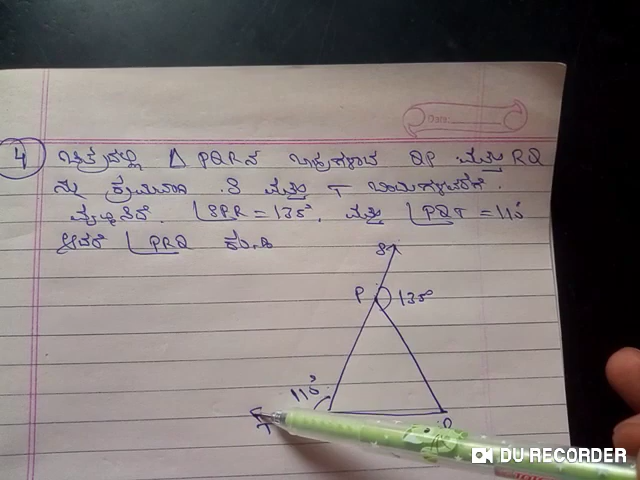 Date:
4 ಚಿತ್ರದಲ್ಲಿ Δ PQR ನ ಬಾಹುಗಳಾದ QP ಮತ್ತು RQ
ನ್ನು ಕ್ರಮವಾಗಿ S ಮತ್ತು T ಬಿಂದುಗಳವರೆಗೆ
ವೃದ್ಧಿಸಿದೆ. ∠SPR = 135° ಮತ್ತು ∠PQT = 110°
ಆದರೆ ∠PRQ ಕಂ.ಹಿ
S
P 135°
110°
R
T
DU RECORDER